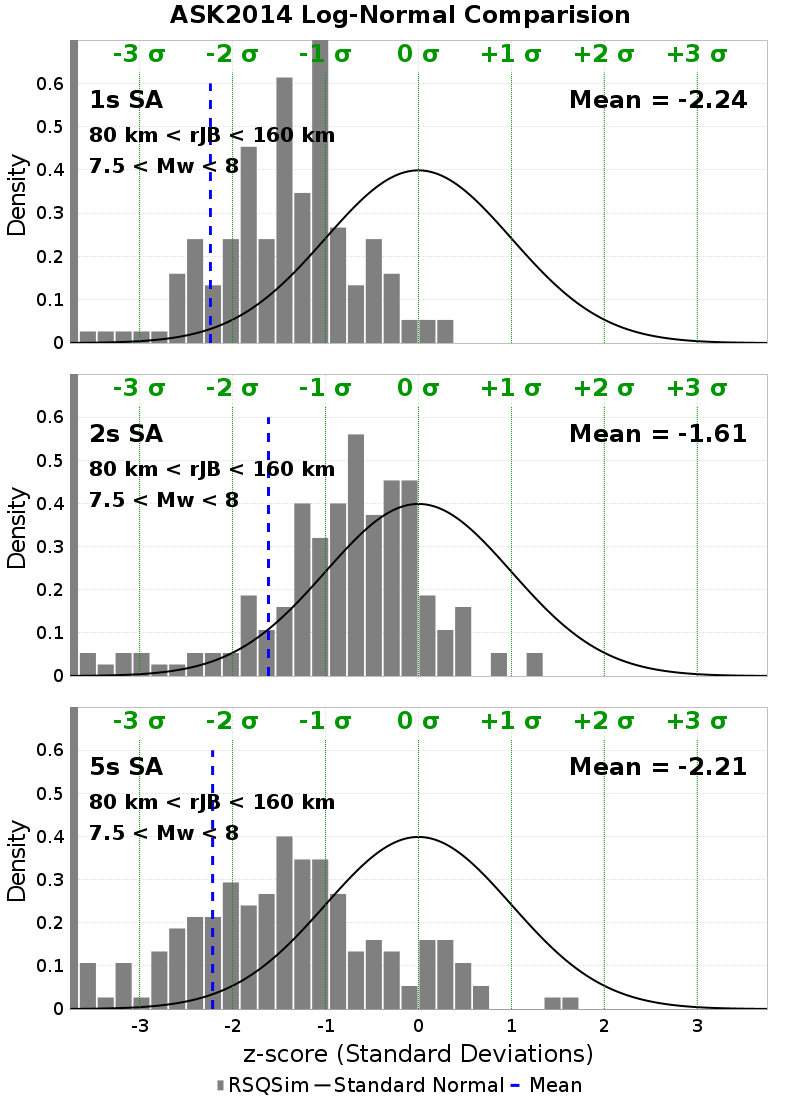 ASK2014 Log-Normal Comparision
-3 σ -2 σ -1 σ 0 σ +1 σ +2 σ +3 σ
1s SA Mean = -2.24
80 km < rJB < 160 km
7.5 < Mw < 8
Density
0.6
0.5
0.4
0.3
0.2
0.1
0
-3 σ -2 σ -1 σ 0 σ +1 σ +2 σ +3 σ
2s SA Mean = -1.61
80 km < rJB < 160 km
7.5 < Mw < 8
Density
0.6
0.5
0.4
0.3
0.2
0.1
0
-3 σ -2 σ -1 σ 0 σ +1 σ +2 σ +3 σ
5s SA Mean = -2.21
80 km < rJB < 160 km
7.5 < Mw < 8
Density
0.6
0.5
0.4
0.3
0.2
0.1
0
-3 -2 -1 0 1 2 3
z-score (Standard Deviations)
RSQSim Standard Normal Mean